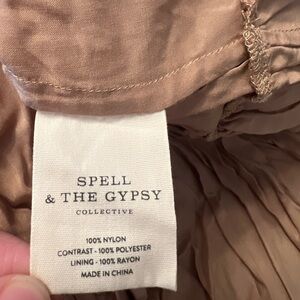 SPELL
& THE GYPSY
COLLECTIVE
100% NYLON
CONTRAST - 100% POLYESTER
LINING - 100% RAYON
MADE IN CHINA